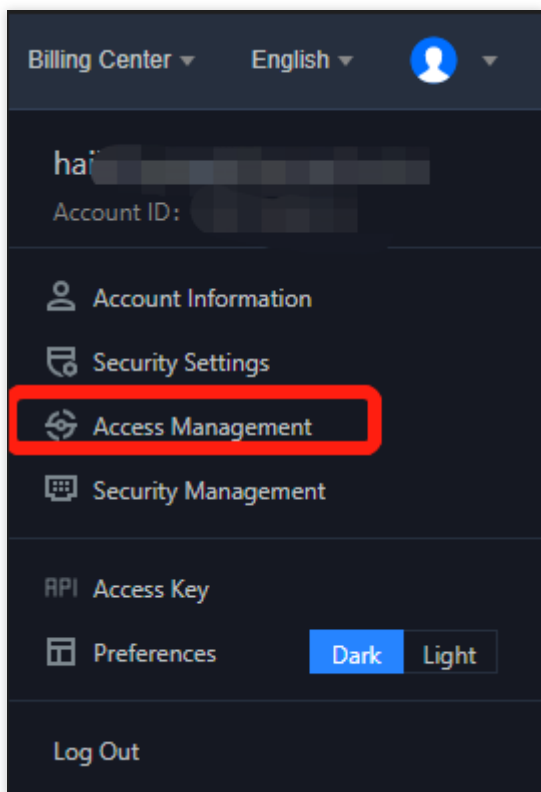 Billing Center English
Account ID:
Account Information
Security Settings
Access Management
Security Management
API Access Key
Preferences Dark Light
Log Out